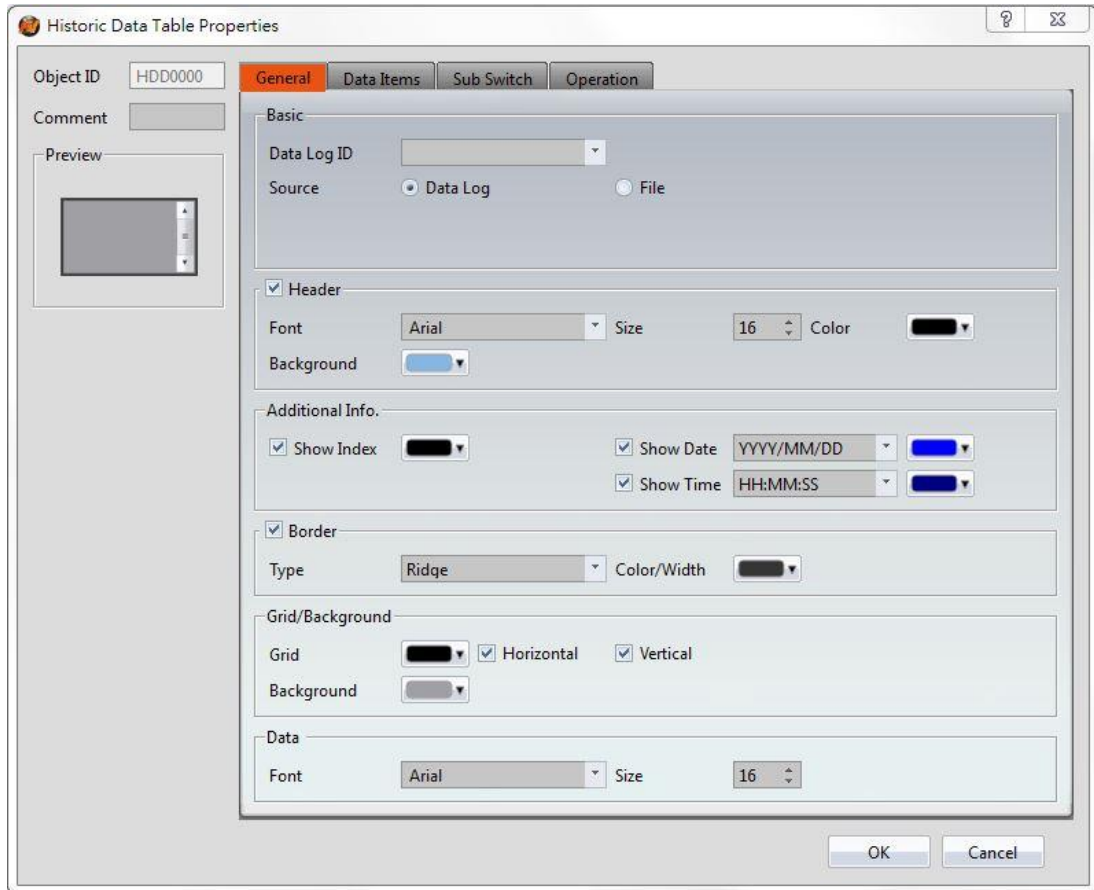 Historic Data Table Properties
Object ID HDD0000
Comment
Preview
General Data Items Sub Switch Operation
Basic
Data Log ID
Source Data Log File
Header
Font Arial Size 16 Color
Background
Additional Info.
Show Index Show Date YYYY/MM/DD
Show Time HH:MM:SS
Border
Type Ridge Color/Width
Grid/Background
Grid Horizontal Vertical
Background
Data
Font Arial Size 16
OK Cancel